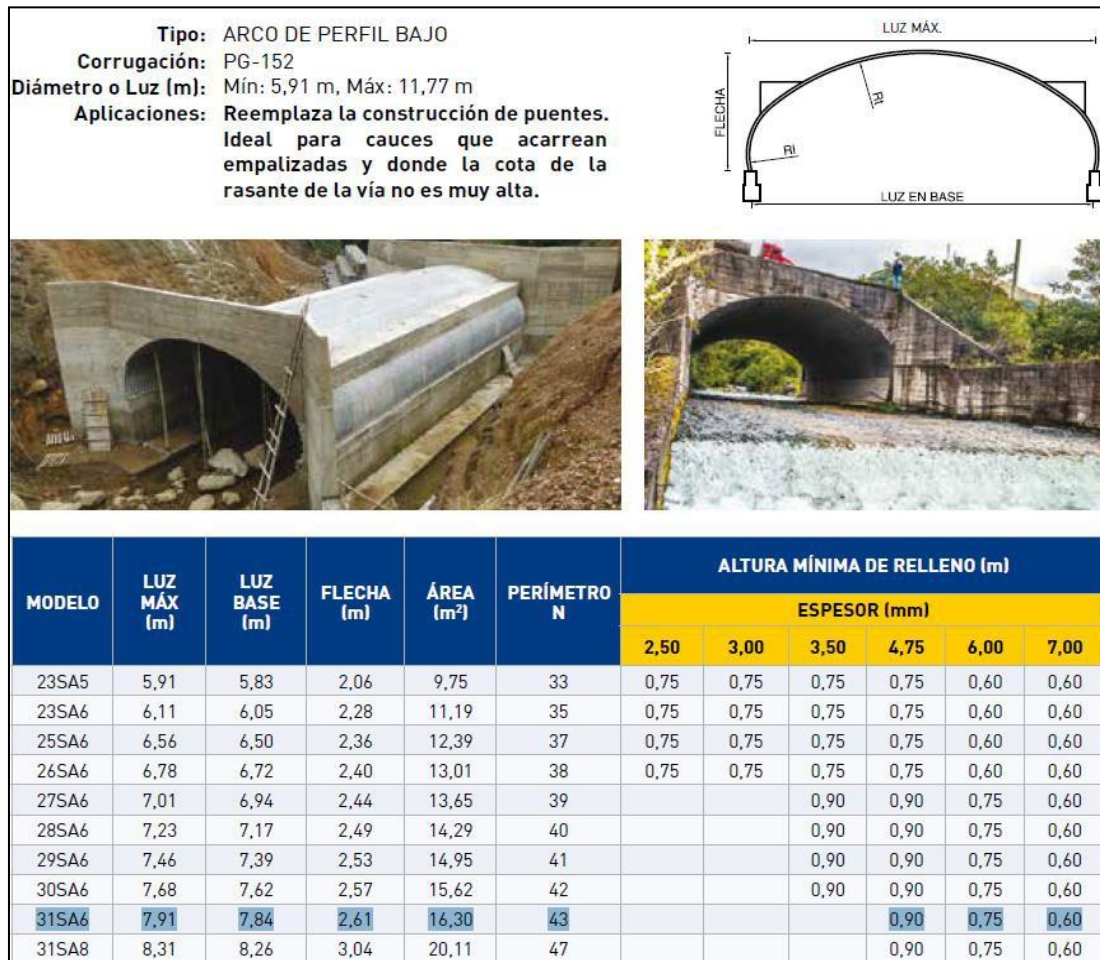 Tipo: ARCO DE PERFIL BAJO
Corrugación: PG-152
Diámetro o Luz (m): Mín: 5,91 m, Máx: 11,77 m
Aplicaciones: Reemplaza la construcción de puentes.
Ideal para cauces que acarrean
empalizadas y donde la cota de la
rasante de la vía no es muy alta.
LUZ MÁX.
FLECHA
Rt
Rl
LUZ EN BASE
MODELO LUZ MÁX (m) LUZ BASE (m) FLECHA (m) ÁREA (m²) PERÍMETRO N ALTURA MÍNIMA DE RELLENO (m)
ESPESOR (mm)
2,50 3,00 3,50 4,75 6,00 7,00
23SA5 5,91 5,83 2,06 9,75 33 0,75 0,75 0,75 0,75 0,60 0,60
23SA6 6,11 6,05 2,28 11,19 35 0,75 0,75 0,75 0,75 0,60 0,60
25SA6 6,56 6,50 2,36 12,39 37 0,75 0,75 0,75 0,75 0,60 0,60
26SA6 6,78 6,72 2,40 13,01 38 0,75 0,75 0,75 0,75 0,60 0,60
27SA6 7,01 6,94 2,44 13,65 39 0,90 0,90 0,75 0,60
28SA6 7,23 7,17 2,49 14,29 40 0,90 0,90 0,75 0,60
29SA6 7,46 7,39 2,53 14,95 41 0,90 0,90 0,75 0,60
30SA6 7,68 7,62 2,57 15,62 42 0,90 0,90 0,75 0,60
31SA6 7,91 7,84 2,61 16,30 43 0,90 0,75 0,60
31SA8 8,31 8,26 3,04 20,11 47 0,90 0,75 0,60